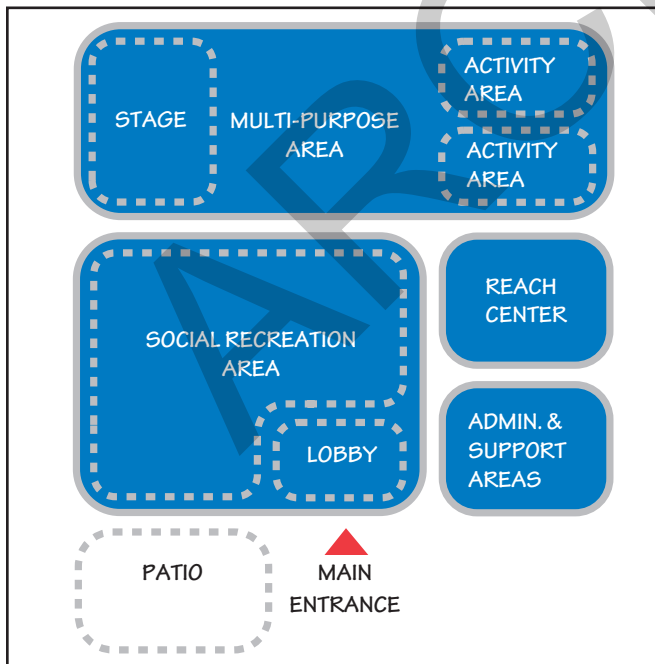 STAGE
MULTI-PURPOSE
AREA
ACTIVITY
AREA
ACTIVITY
AREA
SOCIAL RECREATION
AREA
LOBBY
REACH
CENTER
ADMIN. &
SUPPORT
AREAS
PATIO
MAIN
ENTRANCE